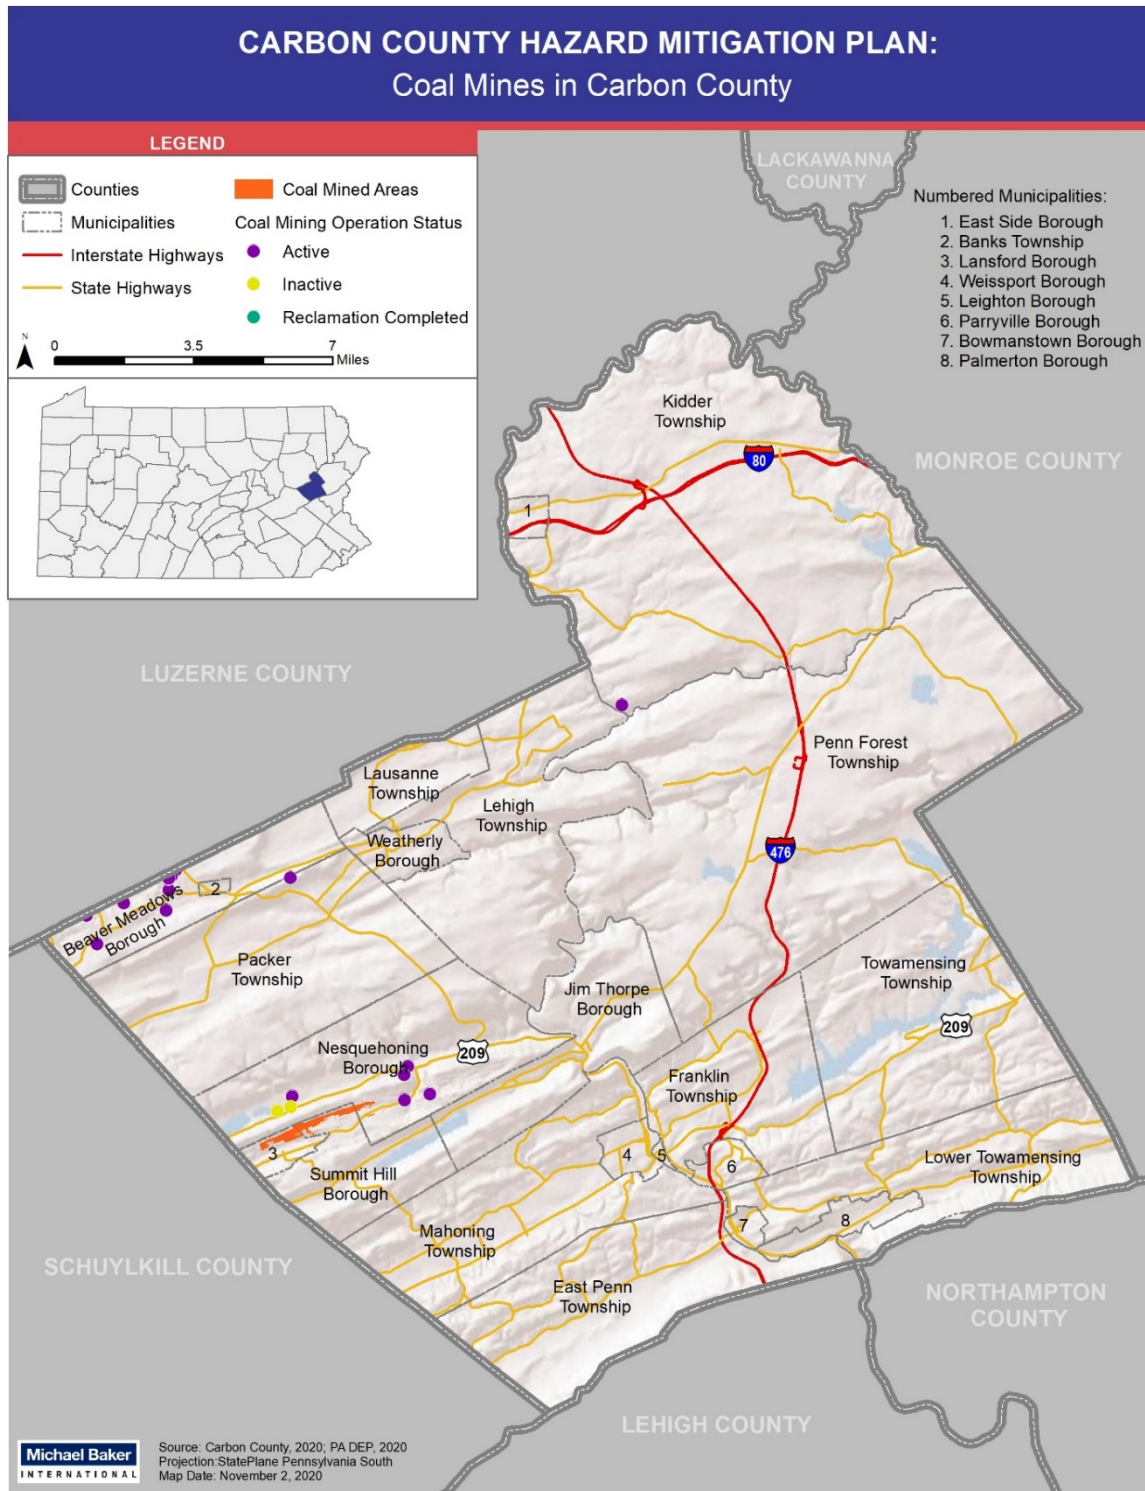 CARBON COUNTY HAZARD MITIGATION PLAN:
Coal Mines in Carbon County
LEGEND
Counties
Municipalities
Interstate Highways
State Highways
Coal Mined Areas
Coal Mining Operation Status
Active
Inactive
Reclamation Completed
N
0
3.5
7
Miles
LACKAWANNA
COUNTY
Numbered Municipalities:
1. East Side Borough
2. Banks Township
3. Lansford Borough
4. Weissport Borough
5. Leighton Borough
6. Parryville Borough
7. Bowmanstown Borough
8. Palmerton Borough
Kidder
Township
80
MONROE COUNTY
1
LUZERNE COUNTY
Penn Forest
Township
Lausanne
Township
Lehigh
Township
Weatherly
Borough
476
2
Beaver Meadows
Borough
Packer
Township
Towamensing
Township
Jim Thorpe
Borough
209
Nesquehoning
Borough
209
Franklin
Township
3
4
5
6
Summit Hill
Borough
Lower Towamensing
Township
7
8
Mahoning
Township
SCHUYLKILL COUNTY
East Penn
Township
NORTHAMPTON
COUNTY
LEHIGH COUNTY
Michael Baker
INTERNATIONAL
Source: Carbon County, 2020; PA DEP, 2020
Projection:StatePlane Pennsylvania South
Map Date: November 2, 2020